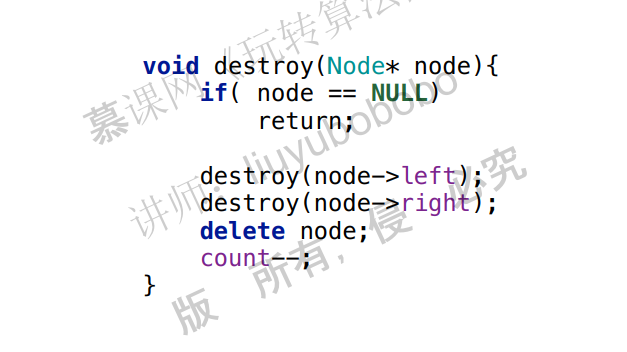 void destroy(Node* node){
if( node == NULL)
return;
destroy(node->left);
destroy(node->right);
delete node;
count--;
}
慕课网《玩转算法
讲师：liuyubobobo
版 所有，侵 必究